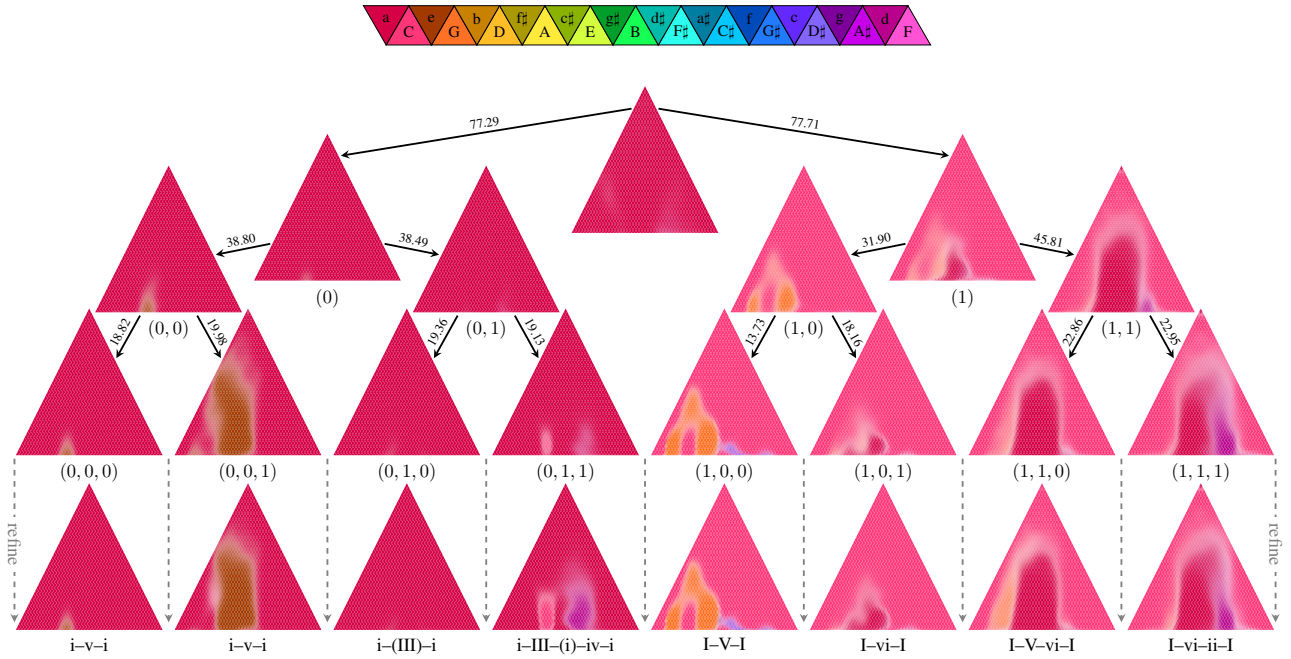 a e b f♯ c♯ g♯ d♯ a♯ f c g d
C G D A E B F♯ C♯ G♯ D♯ A♯ F
77.29 77.71
38.80 38.49 31.90 45.81
(0) (1)
18.82 (0, 0) 19.98 19.36 (0, 1) 19.13 13.73 (1, 0) 18.16 22.86 (1, 1) 22.95
(0, 0, 0) (0, 0, 1) (0, 1, 0) (0, 1, 1) (1, 0, 0) (1, 0, 1) (1, 1, 0) (1, 1, 1)
refine refine
i–v–i i–v–i i–(III)–i i–III–(i)–iv–i I–V–I I–vi–I I–V–vi–I I–vi–ii–I